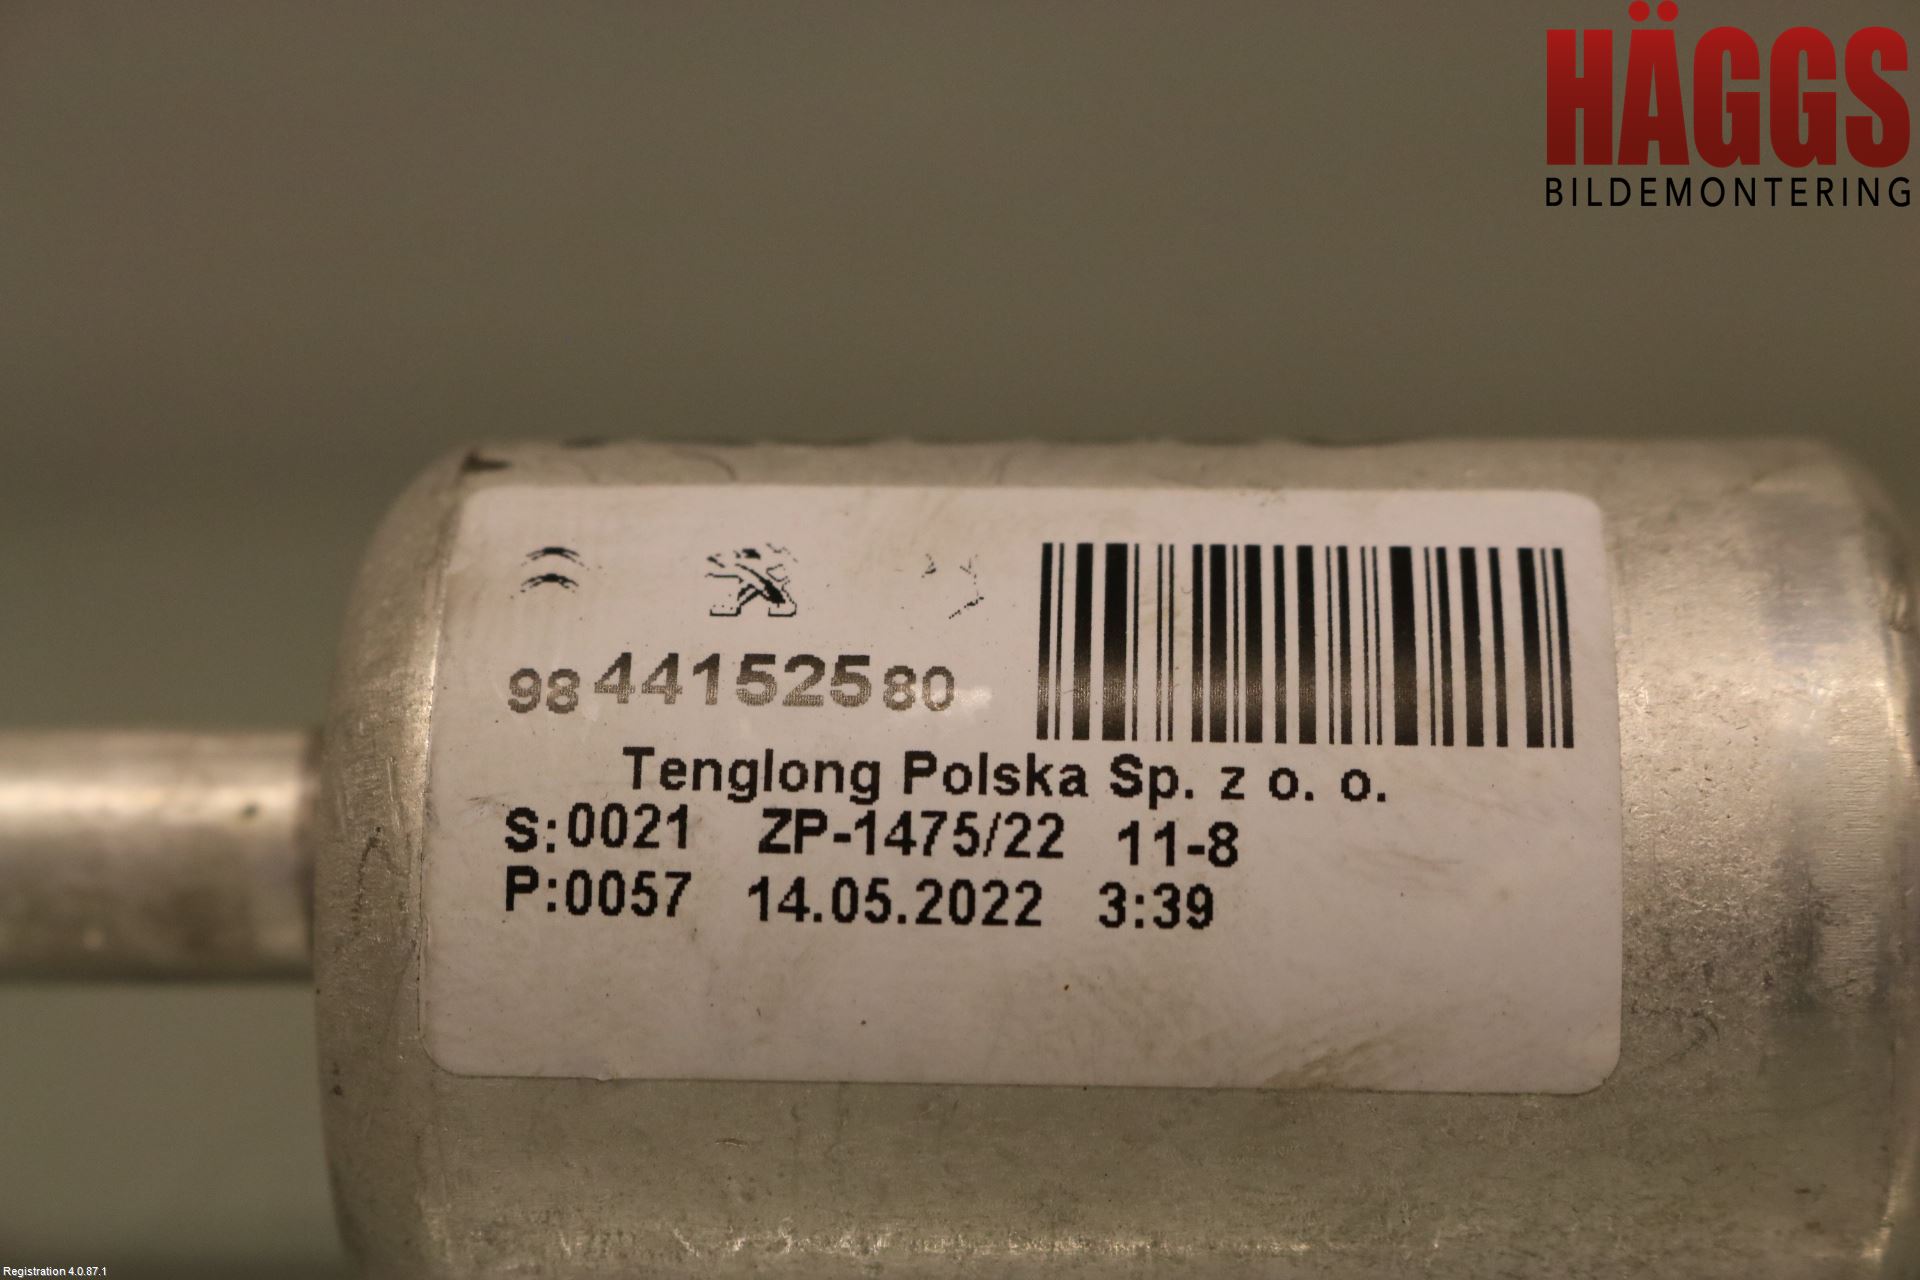 HÄGGS
BILDEMONTERING
9844152580
Tenglong Polska Sp. z o. o.
S:0021 ZP-1475/22 11-8
P:0057 14.05.2022 3:39
Registration 4.0.87.1